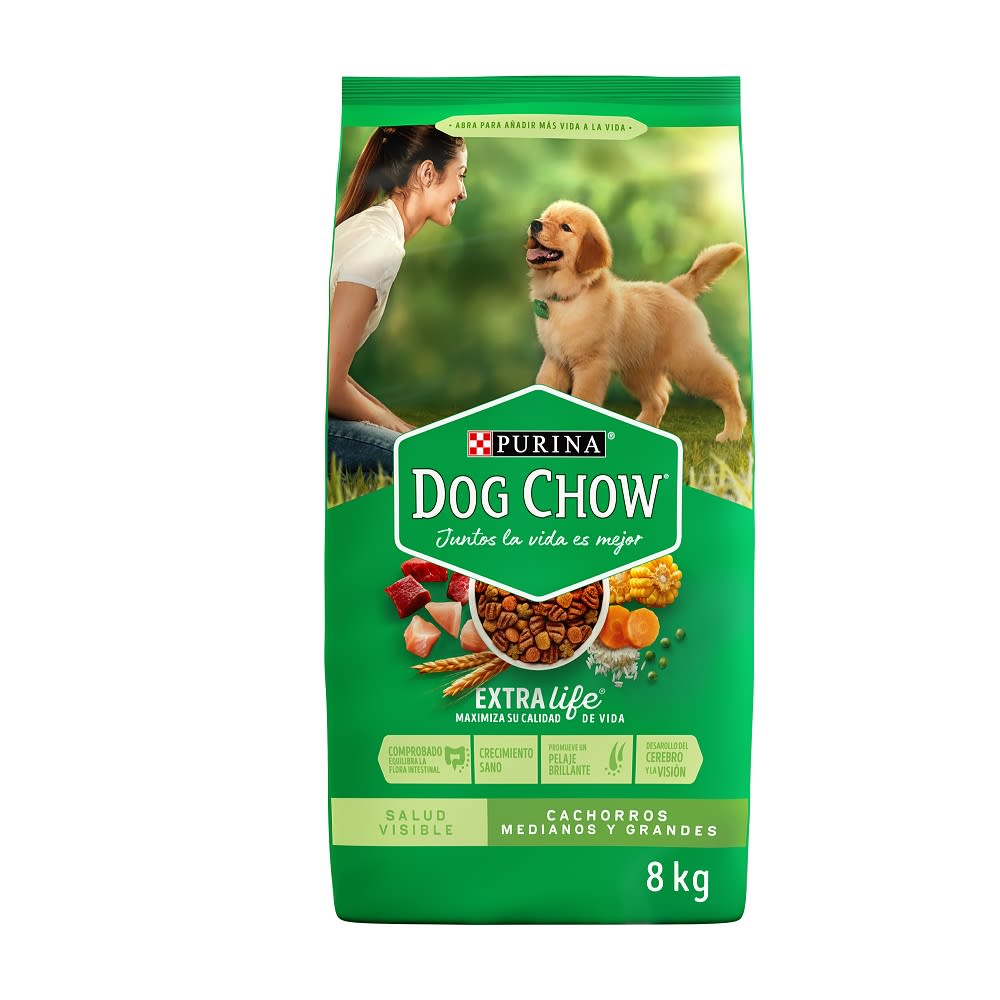 • ABRA PARA AÑADIR MÁS VIDA A LA VIDA •
PURINA®
DOG CHOW®
Juntos la vida es mejor
EXTRA life®
MAXIMIZA SU CALIDAD DE VIDA
COMPROBADO
EQUILIBRA LA
FLORA INTESTINAL
CRECIMIENTO
SANO
PROMUEVE UN
PELAJE
BRILLANTE
DESAROLLO DEL
CEREBRO
Y LA VISIÓN
SALUD
VISIBLE
CACHORROS
MEDIANOS Y GRANDES
8 kg